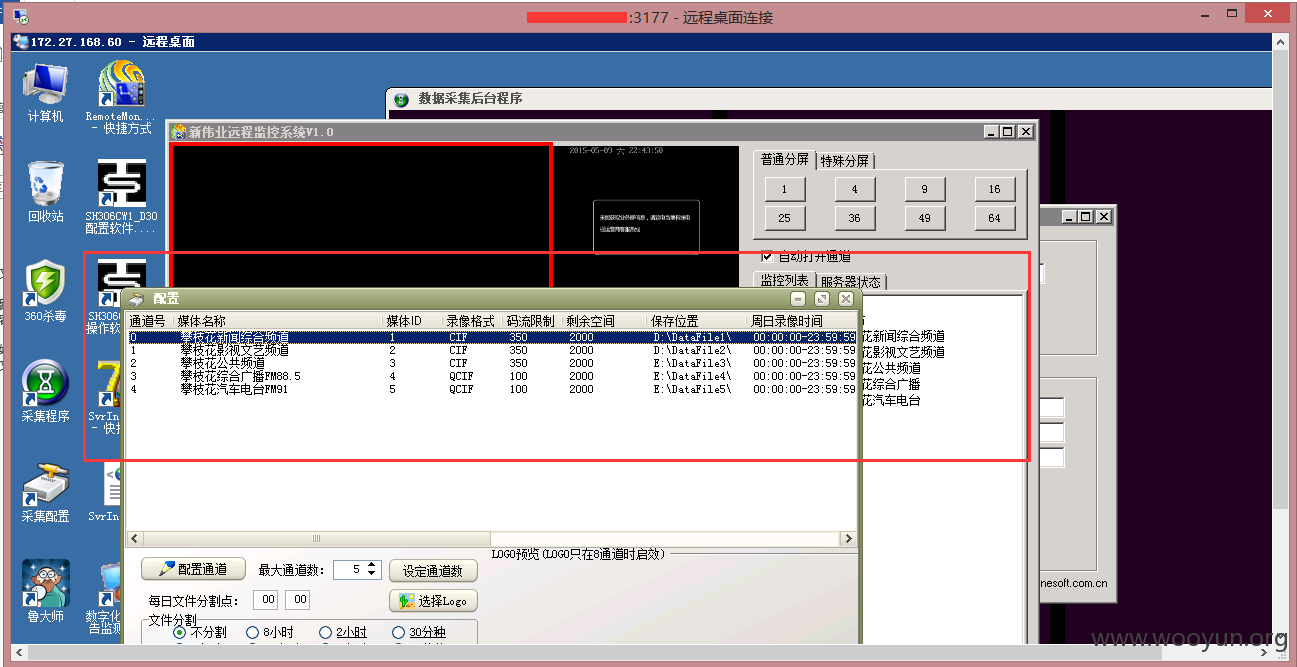 :3177 - 远程桌面连接
172.27.168.60 - 远程桌面
计算机
RemoteMon...
- 快捷方式
回收站
SH306CW1_D30
配置软件....
360杀毒
SH306
操作软
采集程序
SvrIn
- 快捷
采集配置
SvrIn
鲁大师
数字化
告监测
数据采集后台程序
新伟业远程监控系统V1.0
2015-05-09 六 22:43:50
普通分屏 特殊分屏
1 4 9 16
25 36 49 64
自动打开通道
监控列表 服务器状态
花新闻综合频道
花影视文艺频道
花公共频道
花综合广播
花汽车电台
配置
通道号 媒体名称 媒体ID 录像格式 码流限制 剩余空间 保存位置 周日录像时间
0 攀枝花新闻综合频道 1 CIF 350 2000 D:\DataFile1\ 00:00:00-23:59:59
1 攀枝花影视文艺频道 2 CIF 350 2000 D:\DataFile2\ 00:00:00-23:59:59
2 攀枝花公共频道 3 CIF 350 2000 E:\DataFile3\ 00:00:00-23:59:59
3 攀枝花综合广播FM88.5 4 QCIF 100 2000 E:\DataFile4\ 00:00:00-23:59:59
4 攀枝花汽车电台FM91 5 QCIF 100 2000 E:\DataFile5\ 00:00:00-23:59:59
LOGO预览(LOGO只在8通道时启效)
配置通道 最大通道数: 5 设定通道数
每日文件分割点: 00 00 选择Logo
文件分割
不分割 8小时 2小时 30分钟
nesoft.com.cn
www.wooyun.org